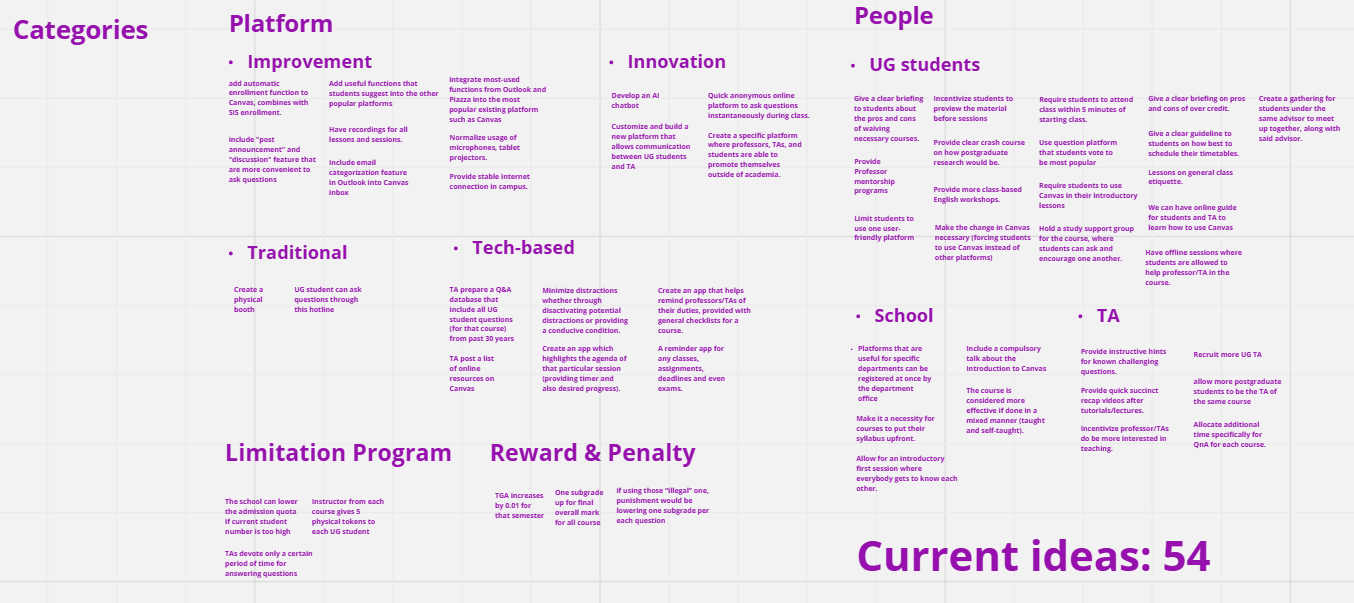 Categories
Platform
• Improvement
add automatic
enrollment function to
Canvas, combines with
SIS enrollment.
include "post
announcement" and
"discussion" feature that
are more convenient to
ask questions
Add useful functions that
students suggest into the other
popular platforms
Have recordings for all
lessons and sessions.
Include email
categorization feature
in Outlook into Canvas
inbox
integrate most-used
functions from Outlook and
Piazza into the most
popular existing platform
such as Canvas
Normalize usage of
microphones, tablet
projectors.
Provide stable internet
connection in campus.
• Innovation
Develop an AI
chatbot
Customize and build a
new platform that
allows communication
between UG students
and TA
Quick anonymous online
platform to ask questions
instantaneously during class.
Create a specific platform
where professors, TAs, and
students are able to
promote themselves
outside of academia.
• Traditional
Create a
physical
booth
UG student can ask
questions through
this hotline
• Tech-based
TA prepare a Q&A
database that
include all UG
student questions
(for that course)
from past 30 years
TA post a list
of online
resources on
Canvas
Minimize distractions
whether through
disactivating potential
distractions or providing
a conducive condition.
Create an app which
highlights the agenda of
that particular session
(providing timer and
also desired progress).
Create an app that helps
remind professors/TAs of
their duties, provided with
general checklists for a
course.
A reminder app for
any classes,
assignments,
deadlines and even
exams.
Limitation Program
The school can lower
the admission quota
if current student
number is too high
TAs devote only a certain
period of time for
answering questions
Instructor from each
course gives 5
physical tokens to
each UG student
Reward & Penalty
TGA increases
by 0.01 for
that semester
One subgrade
up for final
overall mark
for all course
if using those "illegal" one,
punishment would be
lowering one subgrade per
each question
People
• UG students
Give a clear briefing
to students about
the pros and cons
of waiving
necessary courses.
Provide
Professor
mentorship
programs
Limit students to
use one user-
friendly platform
Incentivize students to
preview the material
before sessions
Provide clear crash course
on how postgraduate
research would be.
Provide more class-based
English workshops.
Make the change in Canvas
necessary (forcing students
to use Canvas instead of
other platforms)
Require students to attend
class within 5 minutes of
starting class.
Use question platform
that students vote to
be most popular
Require students to use
Canvas in their introductory
lessons
Hold a study support group
for the course, where
students can ask and
encourage one another.
Give a clear briefing on pros
and cons of over credit.
Give a clear guideline to
students on how best to
schedule their timetables.
Lessons on general class
etiquette.
We can have online guide
for students and TA to
learn how to use Canvas
Have offline sessions where
students are allowed to
help professor/TA in the
course.
Create a gathering for
students under the
same advisor to meet
up together, along with
said advisor.
• School
• Platforms that are
useful for specific
departments can be
registered at once by
the department
office
Make it a necessity for
courses to put their
syllabus upfront.
Allow for an introductory
first session where
everybody gets to know each
other.
Include a compulsory
talk about the
Introduction to Canvas
The course is
considered more
effective if done in a
mixed manner (taught
and self-taught).
• TA
Provide instructive hints
for known challenging
questions.
Provide quick succinct
recap videos after
tutorials/lectures.
Incentivize professor/TAs
do be more interested in
teaching.
Recruit more UG TA
allow more postgraduate
students to be the TA of
the same course
Allocate additional
time specifically for
QnA for each course.
Current ideas: 54